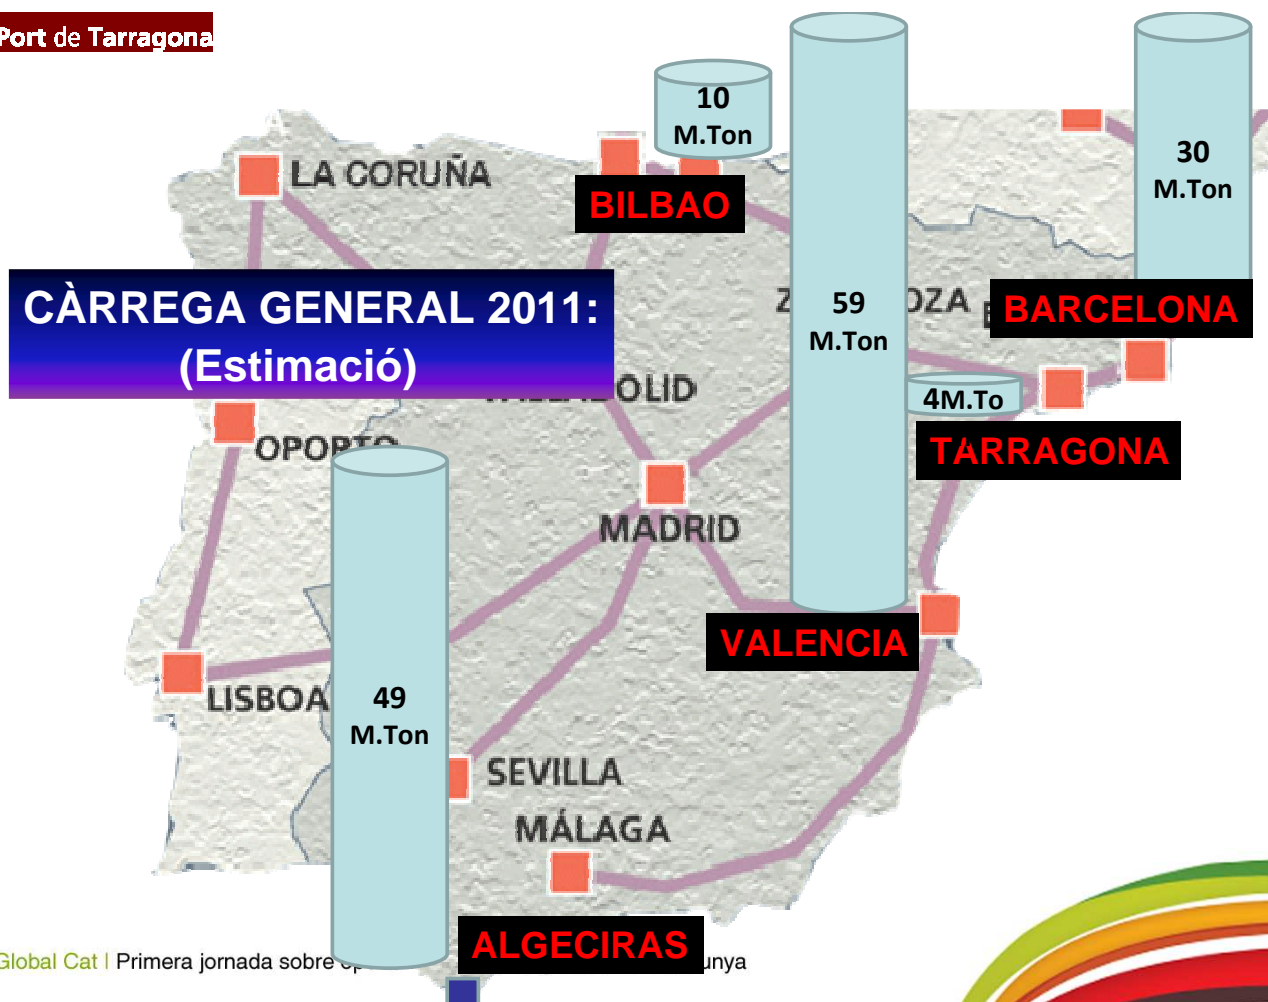 Port de Tarragona
10
M.Ton
30
M.Ton
LA CORUÑA
BILBAO
CÀRREGA GENERAL 2011:
(Estimació)
59
M.Ton
BARCELONA
4M.To
OPORTO
TARRAGONA
MADRID
VALENCIA
LISBOA
49
M.Ton
SEVILLA
MÁLAGA
ALGECIRAS
Global Cat | Primera jornada sobre